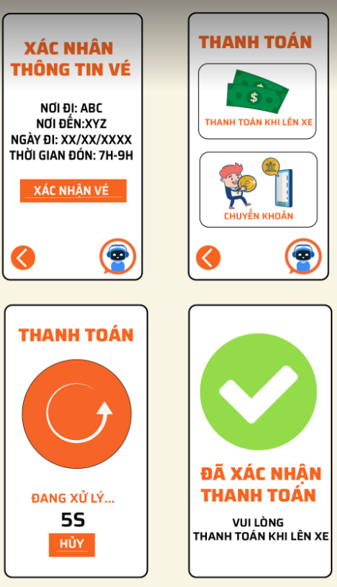 XÁC NHẬN
THÔNG TIN VÉ
NƠI ĐI: ABC
NƠI ĐẾN:XYZ
NGÀY ĐI: XX/XX/XXXX
THỜI GIAN ĐÓN: 7H-9H
XÁC NHẬN VÉ
THANH TOÁN
$
THANH TOÁN KHI LÊN XE
CHUYỂN KHOẢN
THANH TOÁN
ĐANG XỬ LÝ...
5S
HỦY
ĐÃ XÁC NHẬN
THANH TOÁN
VUI LÒNG
THANH TOÁN KHI LÊN XE